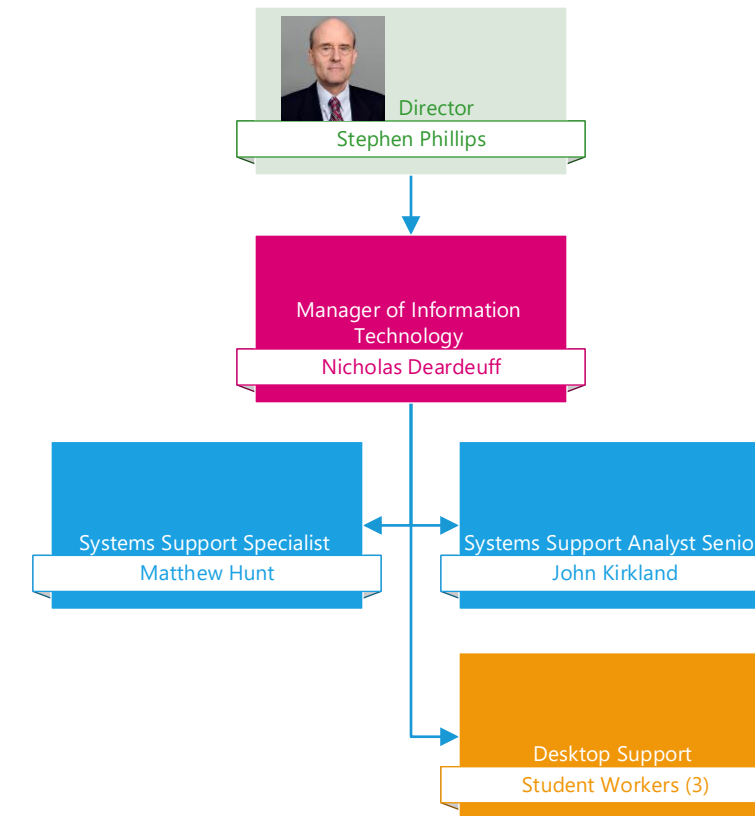 Director
Stephen Phillips
Manager of Information
Technology
Nicholas Deardeuff
Systems Support Specialist
Matthew Hunt
Systems Support Analyst Senio
John Kirkland
Desktop Support
Student Workers (3)